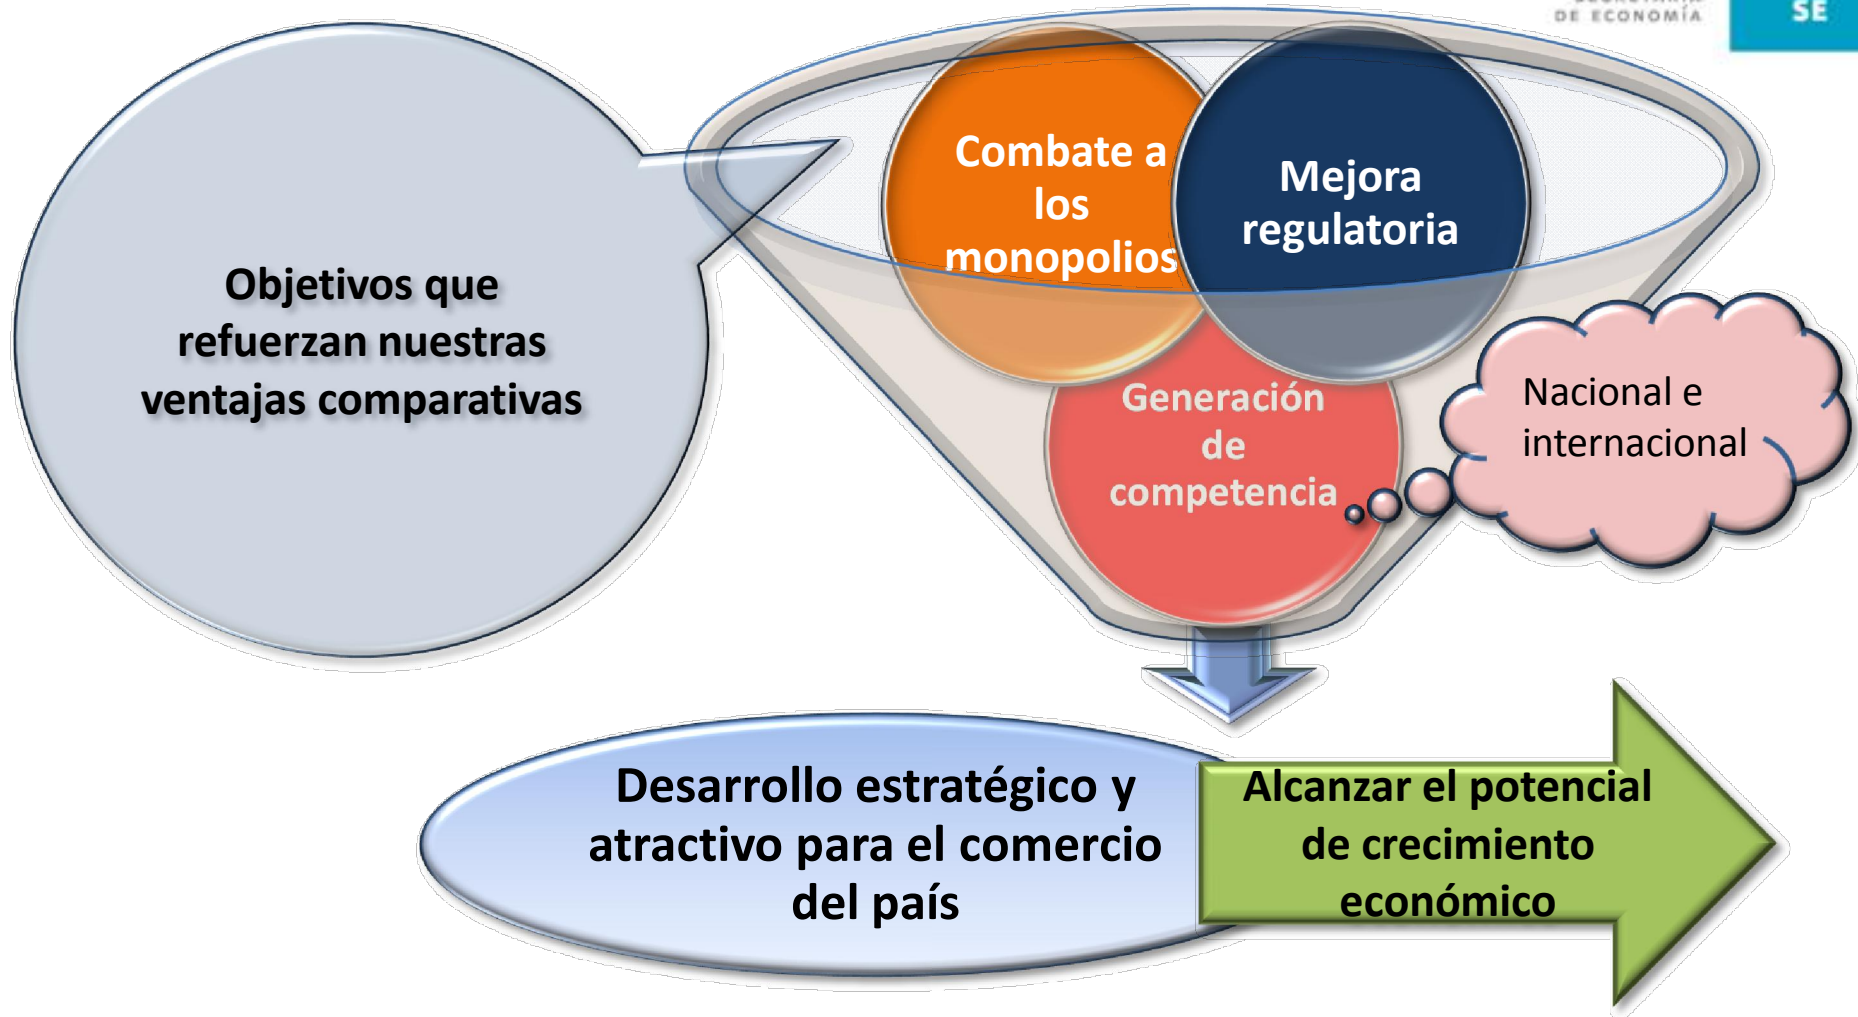 DE ECONOMÍA
SE
Combate a
los
monopolios
Mejora
regulatoria
Objetivos que
refuerzan nuestras
ventajas comparativas
Generación
de
competencia
Nacional e
internacional
Desarrollo estratégico y
atractivo para el comercio
del país
Alcanzar el potencial
de crecimiento
económico